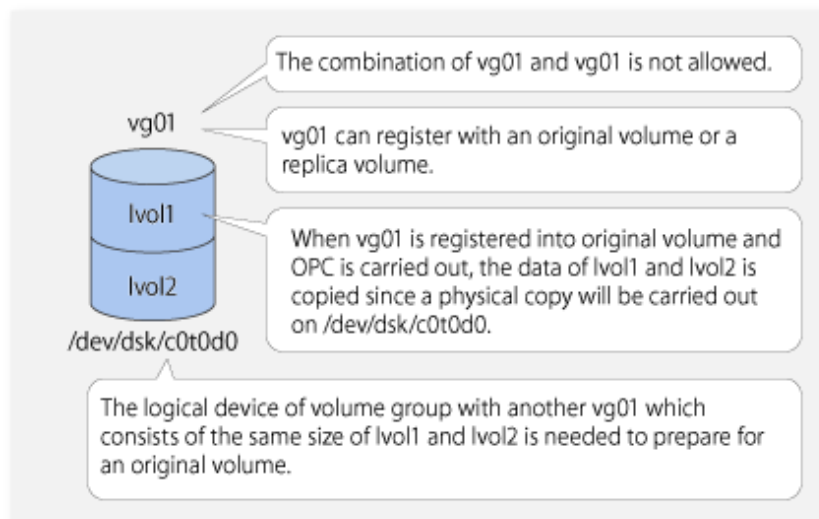 The combination of vg01 and vg01 is not allowed.
vg01
vg01 can register with an original volume or a
replica volume.
lvol1
When vg01 is registered into original volume and
OPC is carried out, the data of lvol1 and lvol2 is
copied since a physical copy will be carried out
on /dev/dsk/c0t0d0.
lvol2
/dev/dsk/c0t0d0
The logical device of volume group with another vg01 which
consists of the same size of lvol1 and lvol2 is needed to prepare for
an original volume.